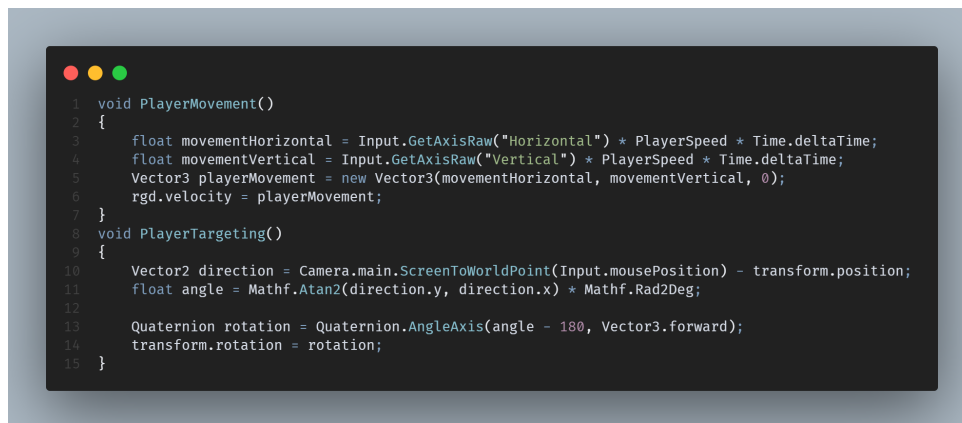 1 void PlayerMovement()
2 {
3 float movementHorizontal = Input.GetAxisRaw("Horizontal") * PlayerSpeed * Time.deltaTime;
4 float movementVertical = Input.GetAxisRaw("Vertical") * PlayerSpeed * Time.deltaTime;
5 Vector3 playerMovement = new Vector3(movementHorizontal, movementVertical, 0);
6 rgd.velocity = playerMovement;
7 }
8 void PlayerTargeting()
9 {
10 Vector2 direction = Camera.main.ScreenToWorldPoint(Input.mousePosition) - transform.position;
11 float angle = Mathf.Atan2(direction.y, direction.x) * Mathf.Rad2Deg;
12
13 Quaternion rotation = Quaternion.AngleAxis(angle - 180, Vector3.forward);
14 transform.rotation = rotation;
15 }